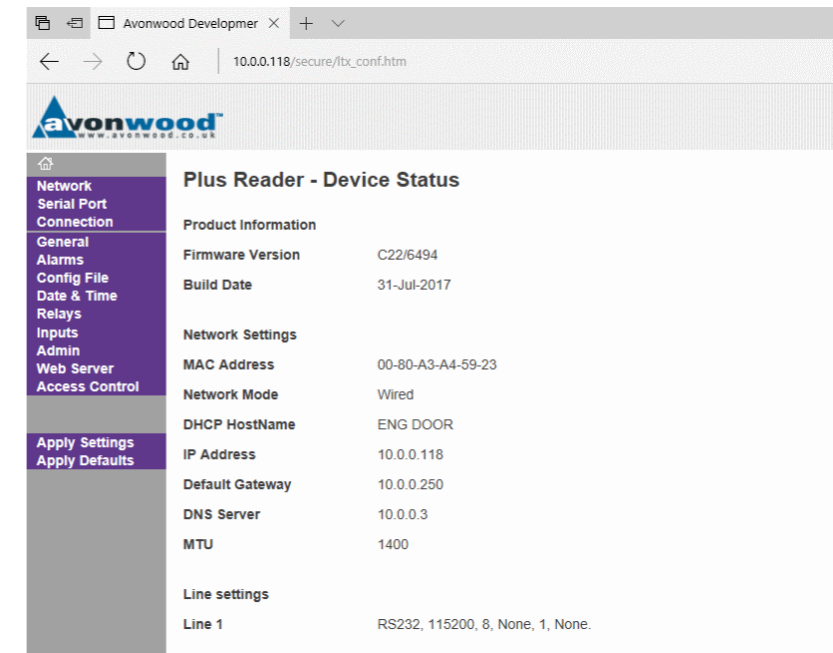 Avonwood Developmer
10.0.0.118/secure/ltx_conf.htm
avonwood™
www.avonwood.co.uk
Network
Serial Port
Connection
General
Alarms
Config File
Date & Time
Relays
Inputs
Admin
Web Server
Access Control
Apply Settings
Apply Defaults
Plus Reader - Device Status
Product Information
Firmware Version C22/6494
Build Date 31-Jul-2017
Network Settings
MAC Address 00-80-A3-A4-59-23
Network Mode Wired
DHCP HostName ENG DOOR
IP Address 10.0.0.118
Default Gateway 10.0.0.250
DNS Server 10.0.0.3
MTU 1400
Line settings
Line 1 RS232, 115200, 8, None, 1, None.